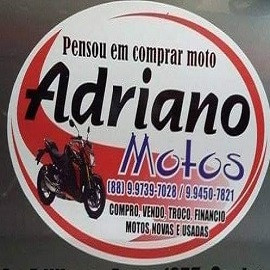 Pensou em comprar moto
Adriano
Motos
(88) 9.9739-7028 / 9.9450-7821
COMPRO, VENDO, TROCO, FINANCIO
MOTOS NOVAS E USADAS